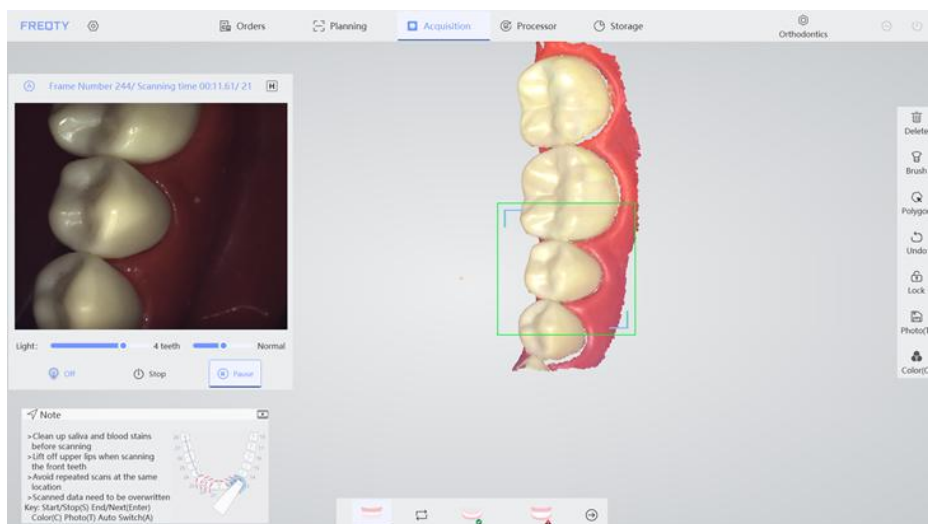 FREDTY
Orders
Planning
Acquisition
Processor
Storage
Orthodontics
Frame Number 244/ Scanning time 00:11.61/ 21
H
Light:
4 teeth
Normal
Off
Stop
Pause
Delete
Brush
Polygon
Undo
Lock
Photo(T
Color(C
Note
>Clean up saliva and blood stains
before scanning
>Lift off upper lips when scanning
the front teeth
>Avoid repeated scans at the same
location
>Scanned data need to be overwritten
Key: Start/Stop(S) End/Next(Enter)
Color(C) Photo(T) Auto Switch(A)